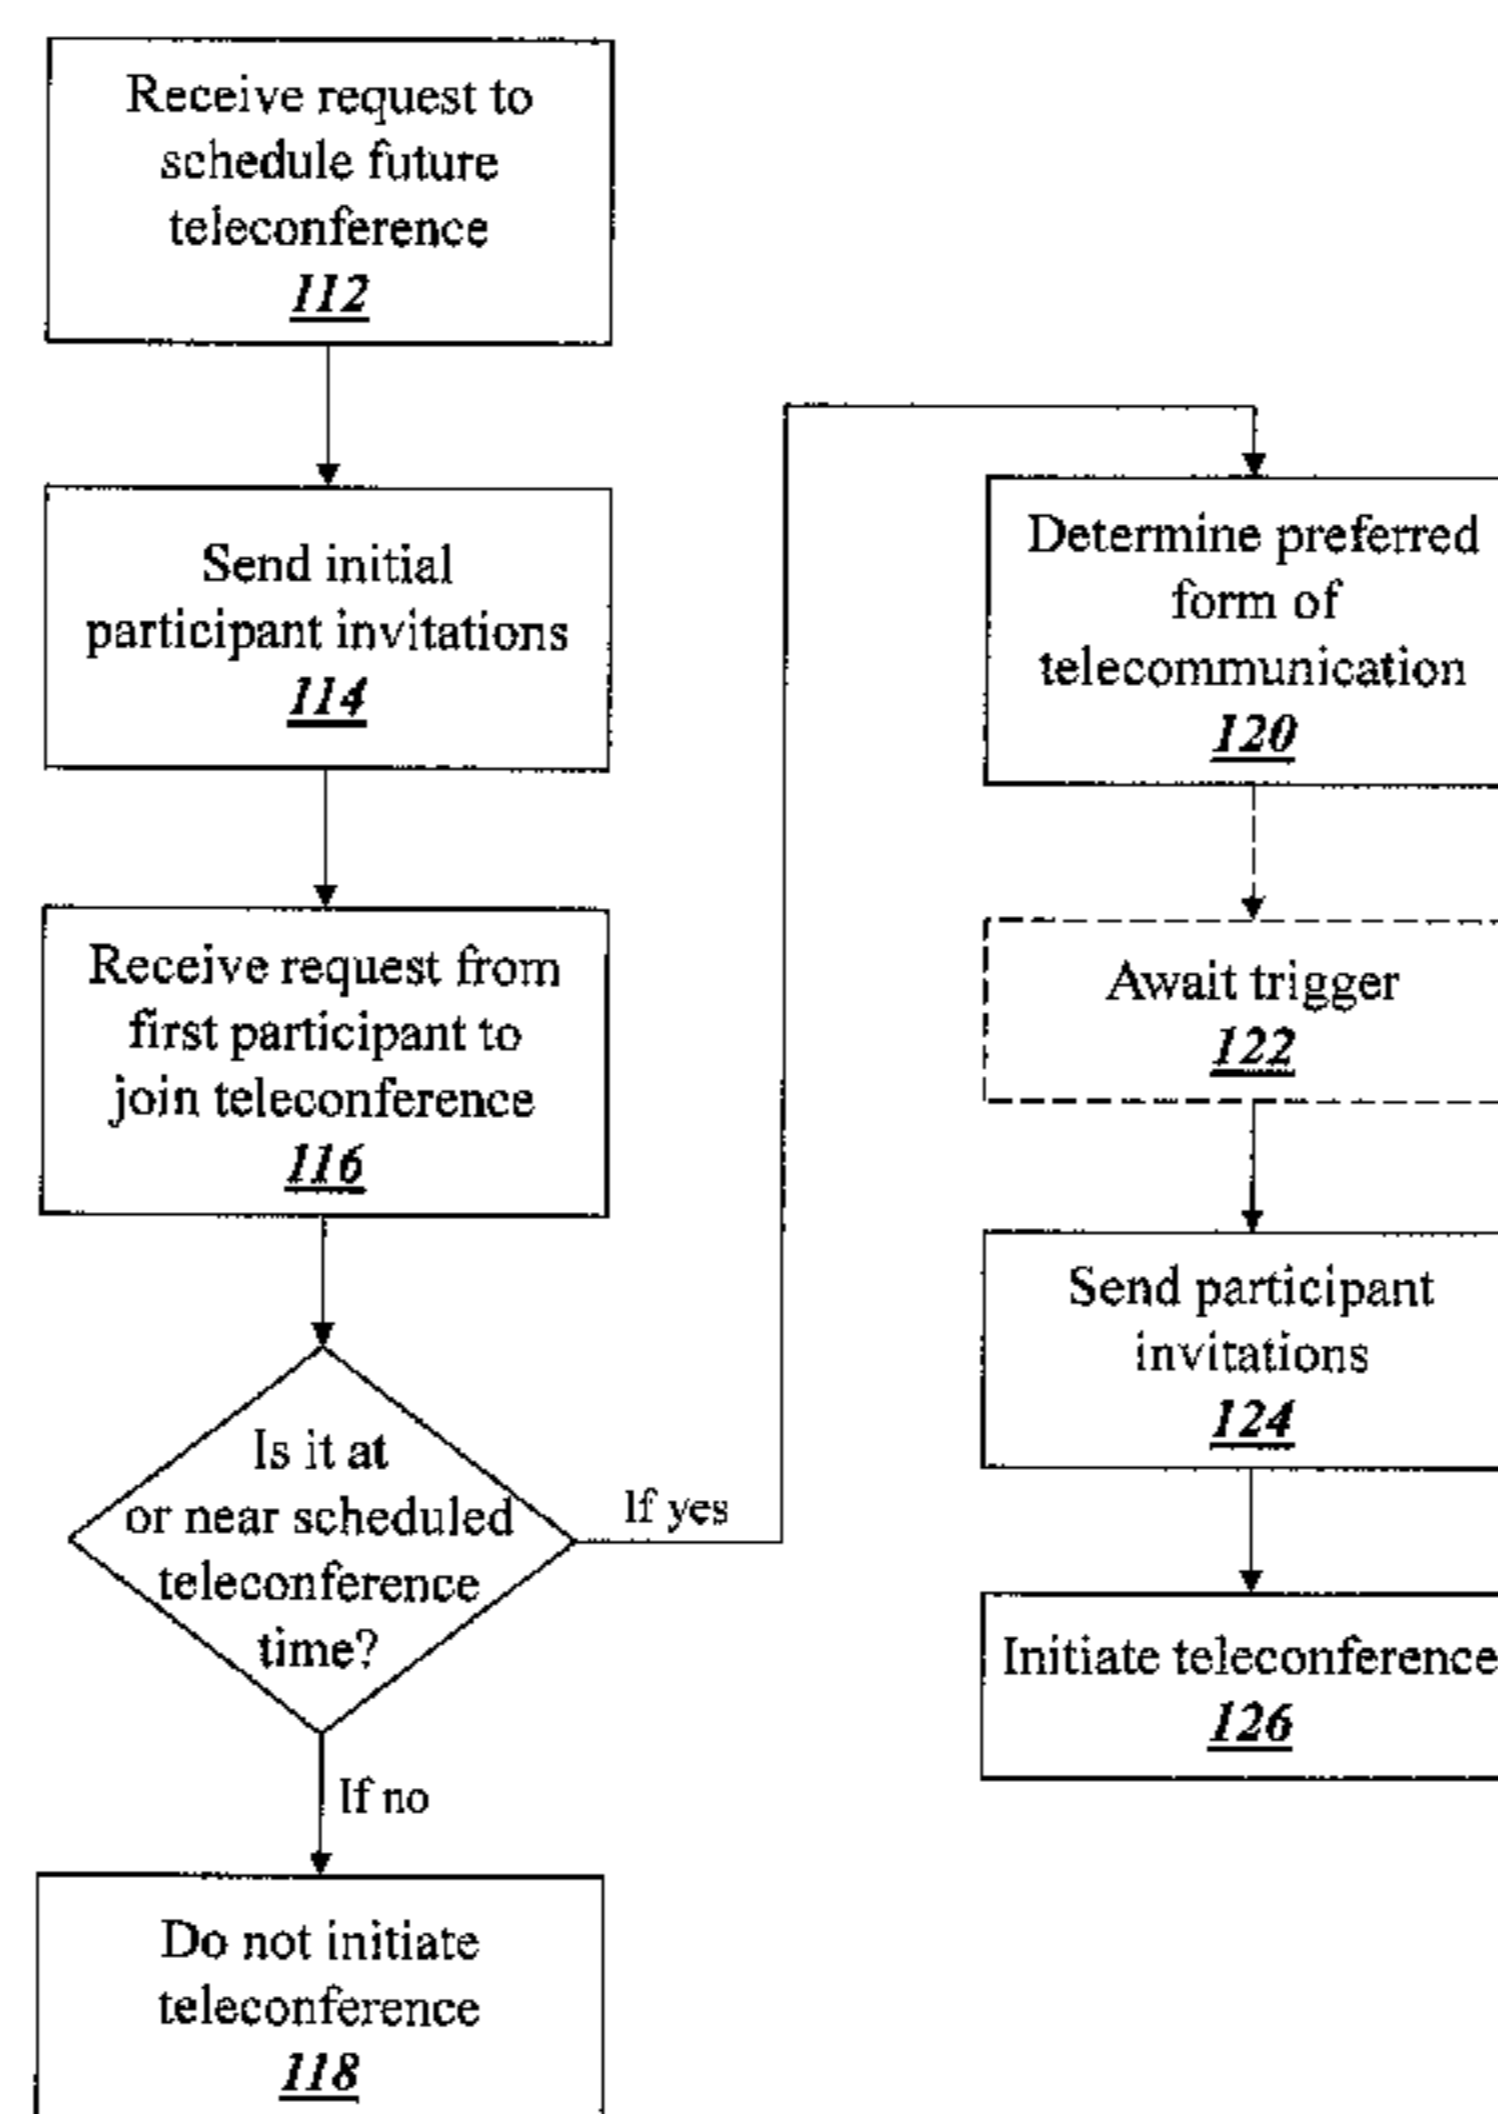 Receive request to
schedule future
teleconference
112
Send initial
participant invitations
114
Receive request from
first participant to
join teleconference
116
Is it at
or near scheduled
teleconference
time?
If yes
If no
Do not initiate
teleconference
118
Determine preferred
form of
telecommunication
120
Await trigger
122
Send participant
invitations
124
Initiate teleconference
126